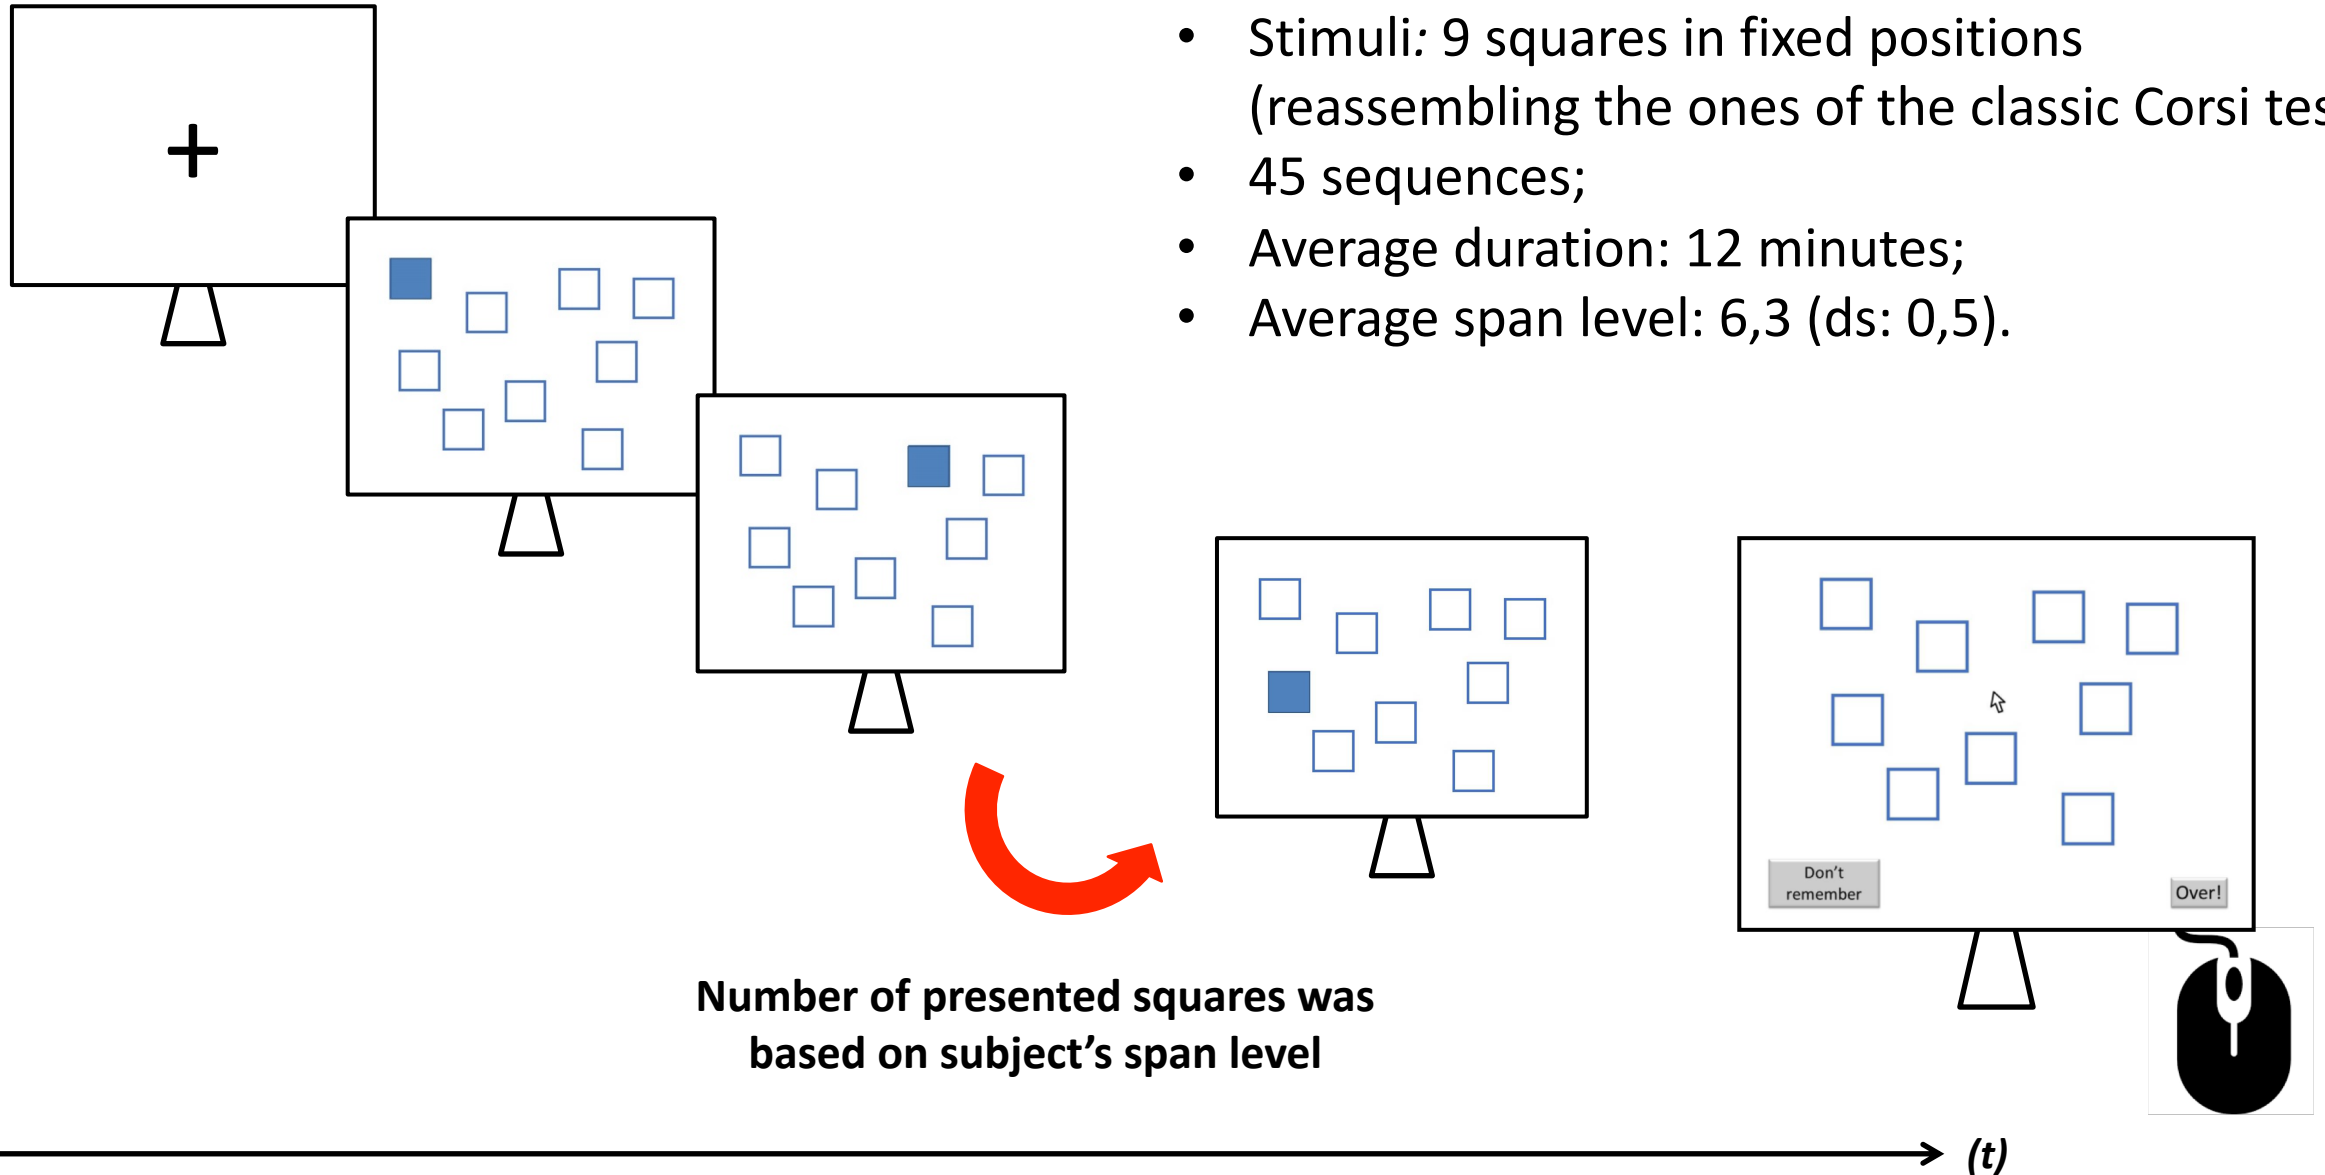 • Stimuli: 9 squares in fixed positions
(reassembling the ones of the classic Corsi tes
• 45 sequences;
• Average duration: 12 minutes;
• Average span level: 6,3 (ds: 0,5).
Don’t
remember
Over!
Number of presented squares was
based on subject’s span level
(t)